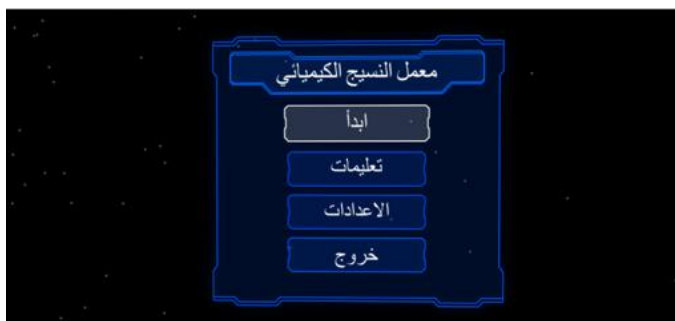 معمل النسيج الكيميائي
ابدأ
تعليمات
الاعدادات
خروج